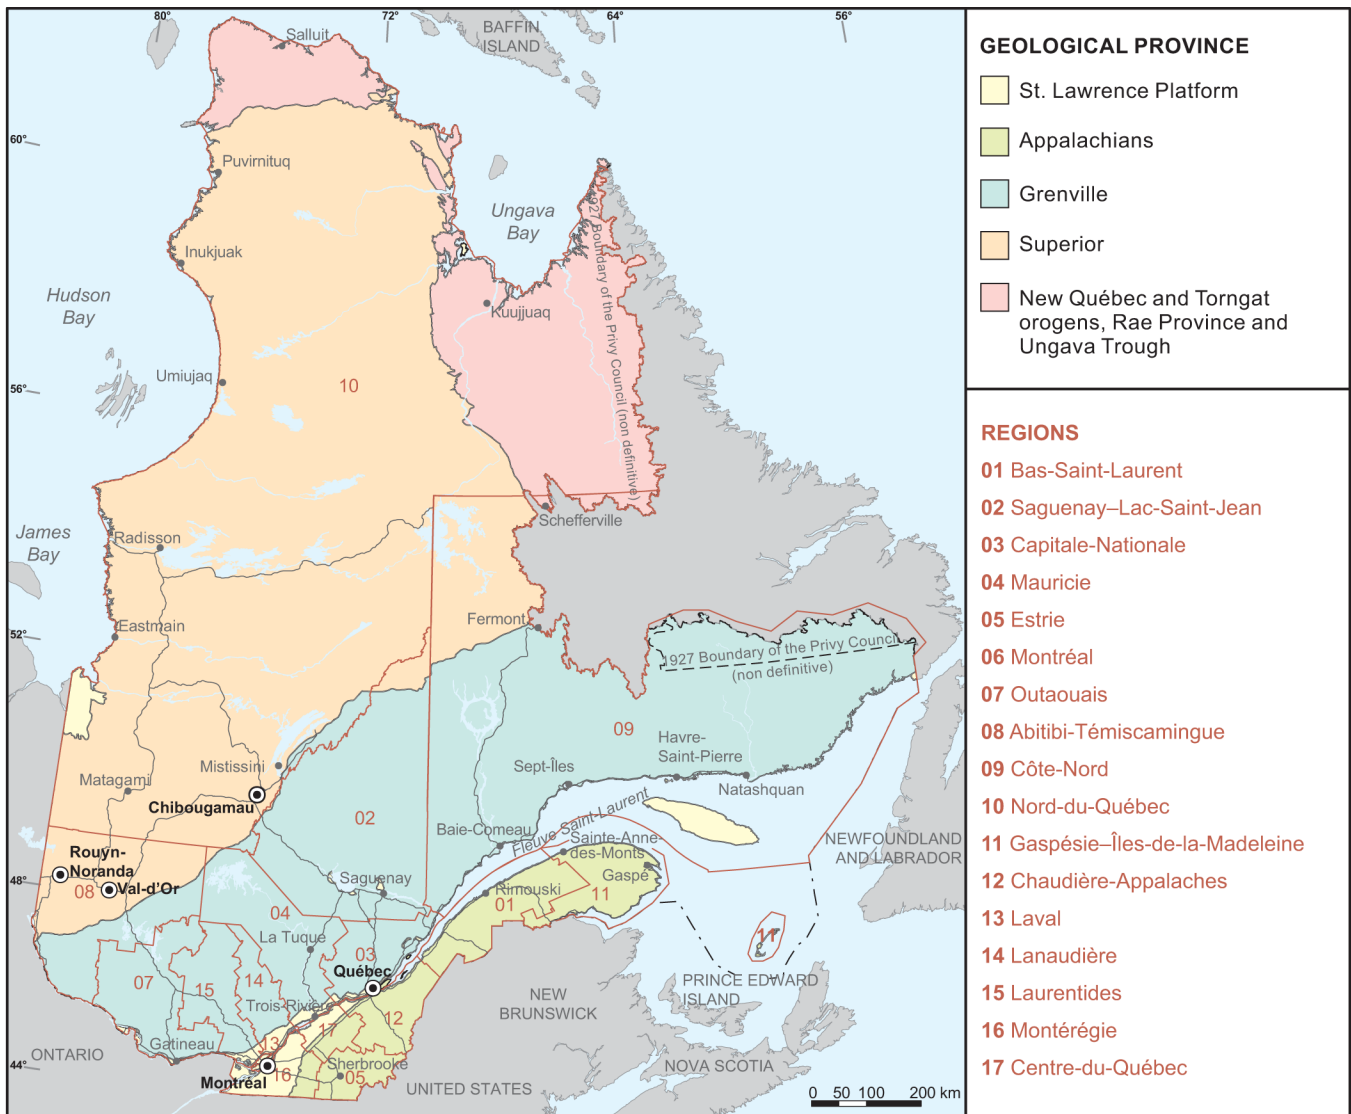 80°
72°
64°
56°
BAFFIN
ISLAND
Salluit
60°
Puvirnituq
Ungava
Bay
Inukjuak
Hudson
Bay
Kuujjuaq
1927 Boundary of the Privy Council (non definitive)
Umiujaq
56°
10
Schefferville
James
Bay
Radisson
Eastmain
52°
Fermont
1927 Boundary of the Privy Council
(non definitive)
09
Havre-
Saint-Pierre
Sept-Îles
Natashquan
Mistissini
Matagami
Chibougamau
02
Baie-Comeau
Fleuve Saint-Laurent
Sainte-Anne-
des-Monts
Gaspé
NEWFOUNDLAND
AND LABRADOR
Rouyn-
Noranda
08
Val-d'Or
48°
Saguenay
Rimouski
01
11
04
La Tuque
03
Québec
11
07
15
14
Trois-Rivière
17
12
PRINCE EDWARD
ISLAND
NEW
BRUNSWICK
13
Gatineau
ONTARIO
44°
Montréal
16
Sherbrooke
05
UNITED STATES
NOVA SCOTIA
0 50 100 200 km
GEOLOGICAL PROVINCE
St. Lawrence Platform
Appalachians
Grenville
Superior
New Québec and Torngat
orogens, Rae Province and
Ungava Trough
REGIONS
01 Bas-Saint-Laurent
02 Saguenay–Lac-Saint-Jean
03 Capitale-Nationale
04 Mauricie
05 Estrie
06 Montréal
07 Outaouais
08 Abitibi-Témiscamingue
09 Côte-Nord
10 Nord-du-Québec
11 Gaspésie–Îles-de-la-Madeleine
12 Chaudière-Appalaches
13 Laval
14 Lanaudière
15 Laurentides
16 Montérégie
17 Centre-du-Québec